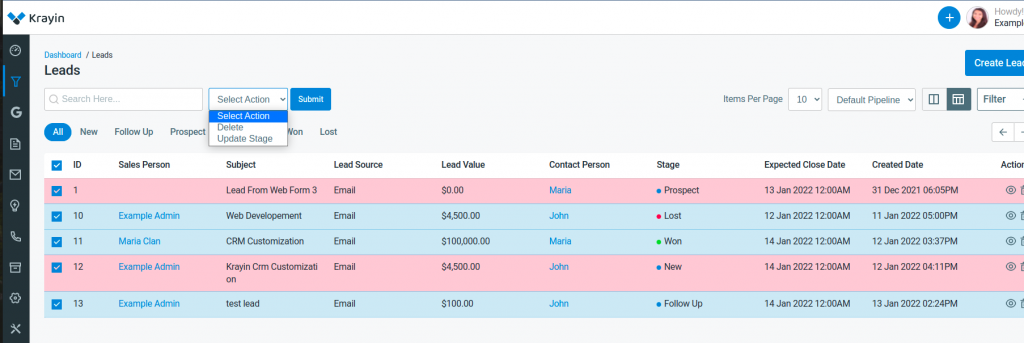 Krayin
Howdy!
Example
Dashboard / Leads
Leads
Create Lead
Search Here...
Select Action
Submit
Items Per Page
10
Default Pipeline
Filter
Select Action
Delete
Update Stage
All New Follow Up Prospect Won Lost
ID Sales Person Subject Lead Source Lead Value Contact Person Stage Expected Close Date Created Date Action
1 Lead From Web Form 3 Email $0.00 Maria Prospect 13 Jan 2022 12:00AM 31 Dec 2021 06:05PM
10 Example Admin Web Developement Email $4,500.00 John Lost 12 Jan 2022 12:00AM 11 Jan 2022 05:00PM
11 Maria Clan CRM Customization Email $100,000.00 Maria Won 14 Jan 2022 12:00AM 12 Jan 2022 03:37PM
12 Example Admin Krayin Crm Customizati Email $4,500.00 John New 14 Jan 2022 12:00AM 12 Jan 2022 04:11PM
on
13 Example Admin test lead Email $100.00 John Follow Up 14 Jan 2022 12:00AM 13 Jan 2022 02:24PM